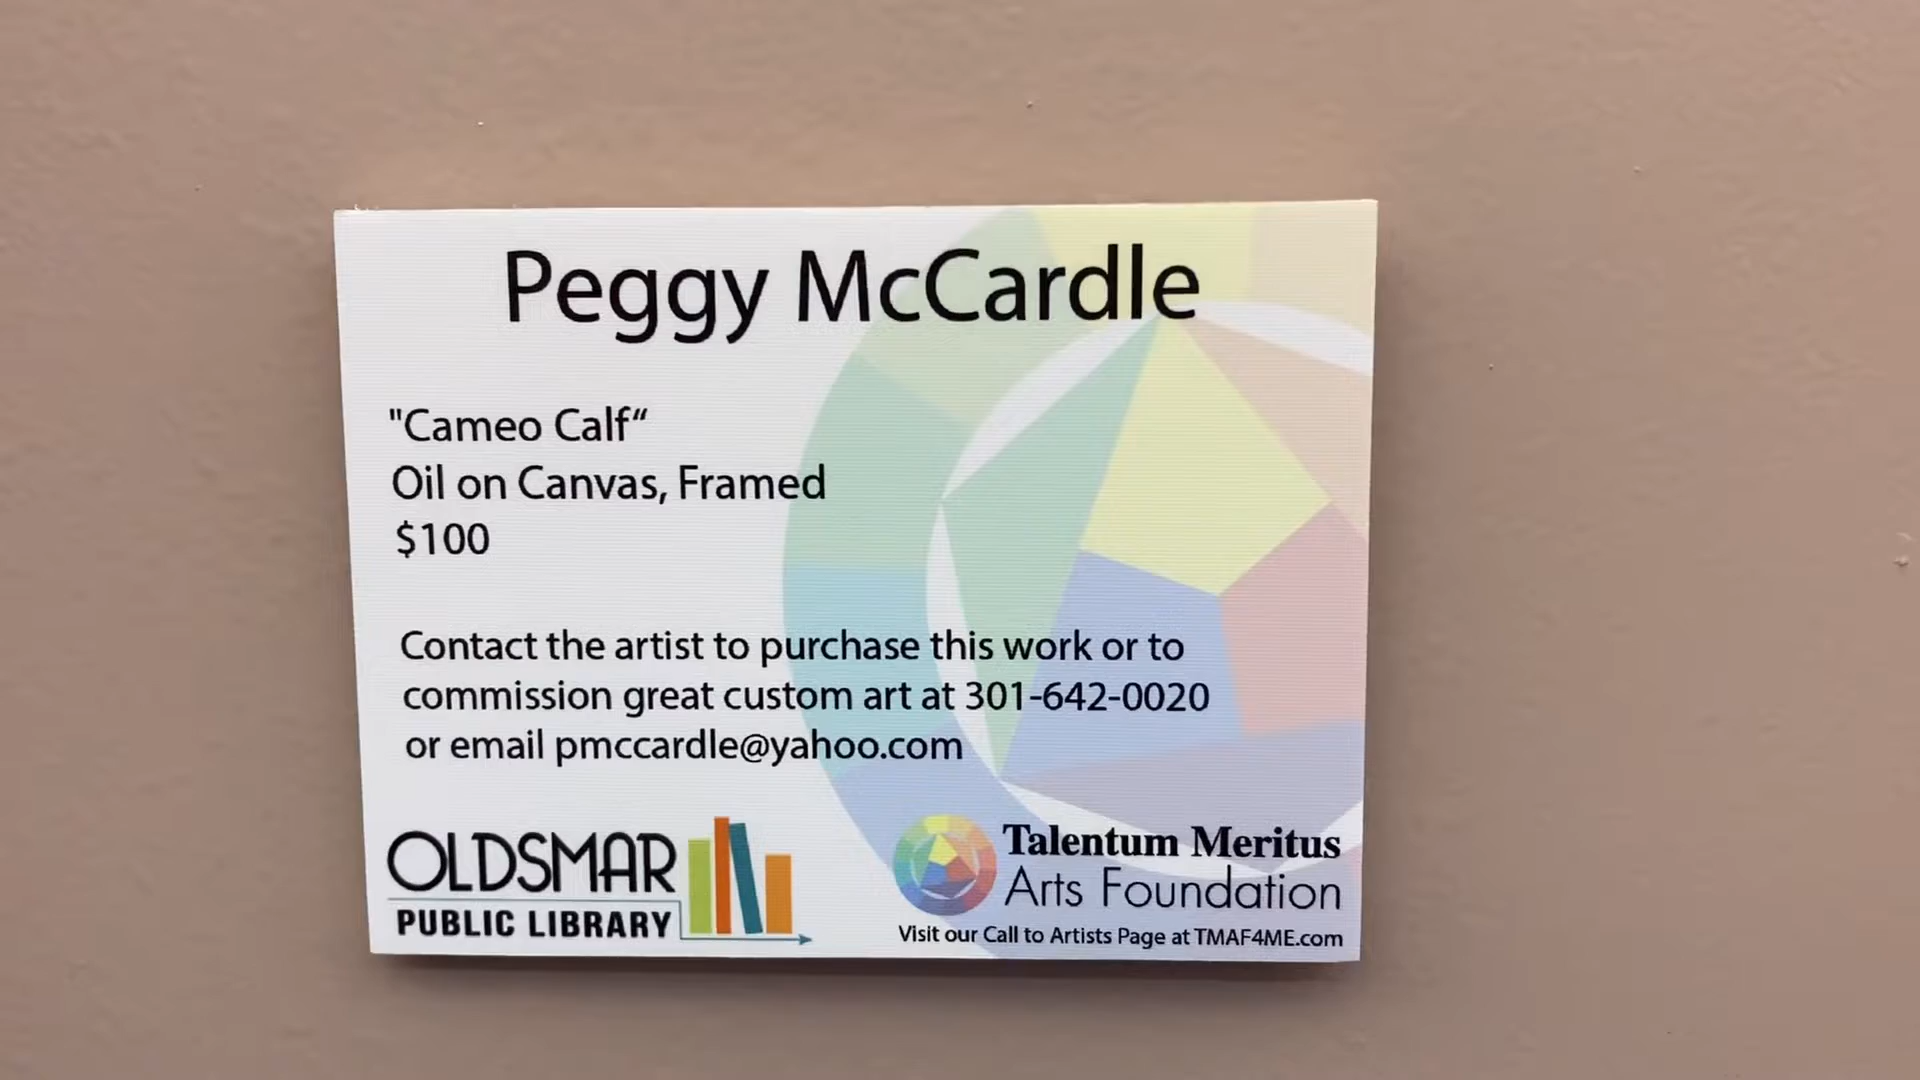 Peggy McCardle
"Cameo Calf“
Oil on Canvas, Framed
$100
Contact the artist to purchase this work or to
commission great custom art at 301-642-0020
or email pmccardle@yahoo.com
OLDSMAR
PUBLIC LIBRARY
Talentum Meritus
Arts Foundation
Visit our Call to Artists Page at TMAF4ME.com